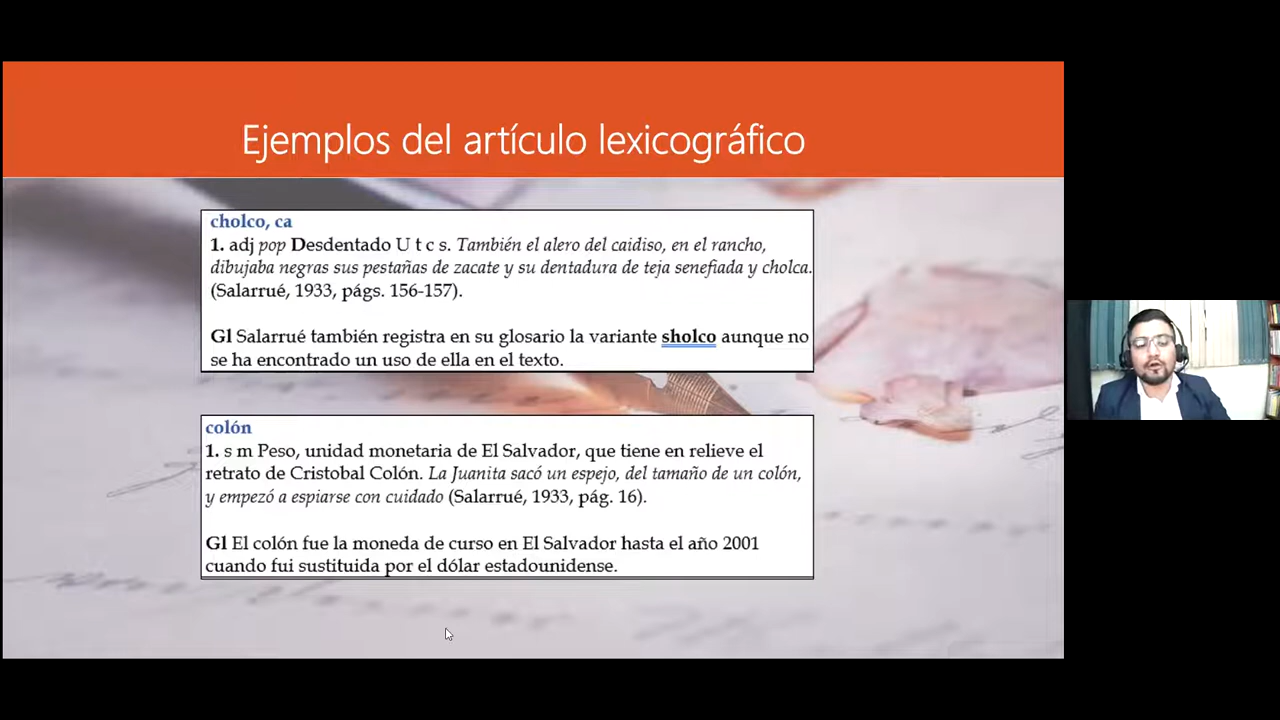 Ejemplos del artículo lexicográfico
cholco, ca
1. adj pop Desdentado U t c s. También el alero del caidiso, en el rancho,
dibujaba negras sus pestañas de zacate y su dentadura de teja senefiada y cholca.
(Salarrué, 1933, págs. 156-157).
Gl Salarrué también registra en su glosario la variante sholco aunque no
se ha encontrado un uso de ella en el texto.
colón
1. s m Peso, unidad monetaria de El Salvador, que tiene en relieve el
retrato de Cristobal Colón. La Juanita sacó un espejo, del tamaño de un colón,
y empezó a espiarse con cuidado (Salarrué, 1933, pág. 16).
Gl El colón fue la moneda de curso en El Salvador hasta el año 2001
cuando fui sustituida por el dólar estadounidense.